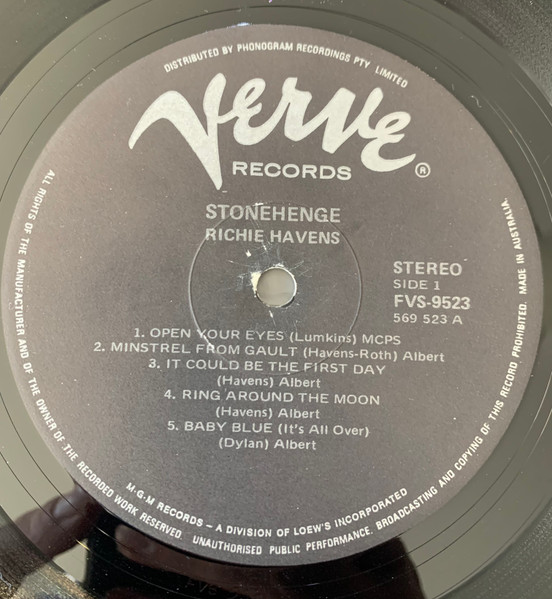 DISTRIBUTED BY PHONOGRAM RECORDINGS PTY LIMITED
Verve
RECORDS ®
STONEHENGE
RICHIE HAVENS
STEREO
SIDE 1
FVS-9523
569 523 A
1. OPEN YOUR EYES (Lumkins) MCPS
2. MINSTREL FROM GAULT (Havens-Roth) Albert
3. IT COULD BE THE FIRST DAY
(Havens) Albert
4. RING AROUND THE MOON
(Havens) Albert
5. BABY BLUE (It's All Over)
(Dylan) Albert
M·G·M RECORDS – A DIVISION OF LOEW'S INCORPORATED
ALL RIGHTS OF THE MANUFACTURER AND OF THE OWNER OF THE RECORDED WORK RESERVED. UNAUTHORISED PUBLIC PERFORMANCE. BROADCASTING AND COPYING OF THIS RECORD PROHIBITED. MADE IN AUSTRALIA.